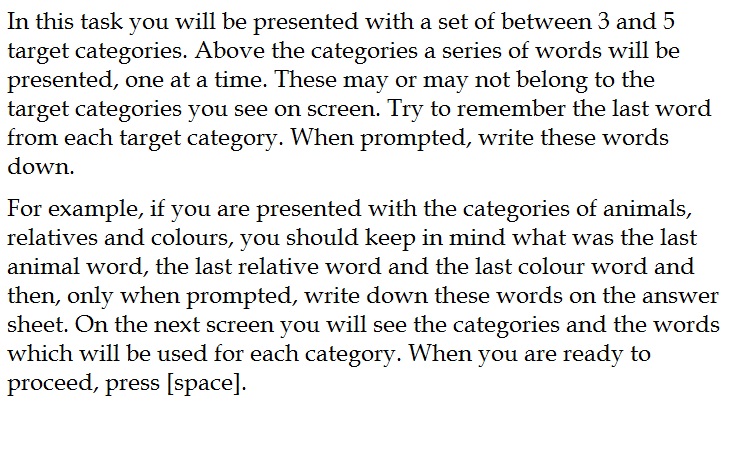 In this task you will be presented with a set of between 3 and 5
target categories. Above the categories a series of words will be
presented, one at a time. These may or may not belong to the
target categories you see on screen. Try to remember the last word
from each target category. When prompted, write these words
down.
For example, if you are presented with the categories of animals,
relatives and colours, you should keep in mind what was the last
animal word, the last relative word and the last colour word and
then, only when prompted, write down these words on the answer
sheet. On the next screen you will see the categories and the words
which will be used for each category. When you are ready to
proceed, press [space].